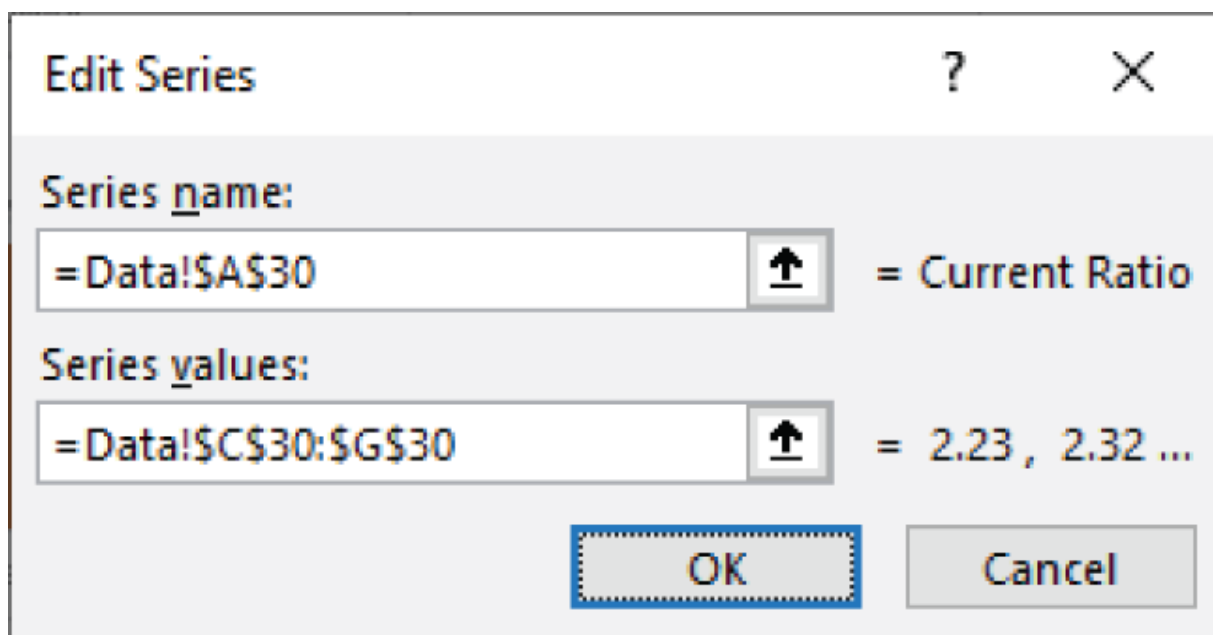 Edit Series ? ×
Series name:
=Data!$A$30 = Current Ratio
Series values:
=Data!$C$30:$G$30 = 2.23 , 2.32 ...
OK Cancel